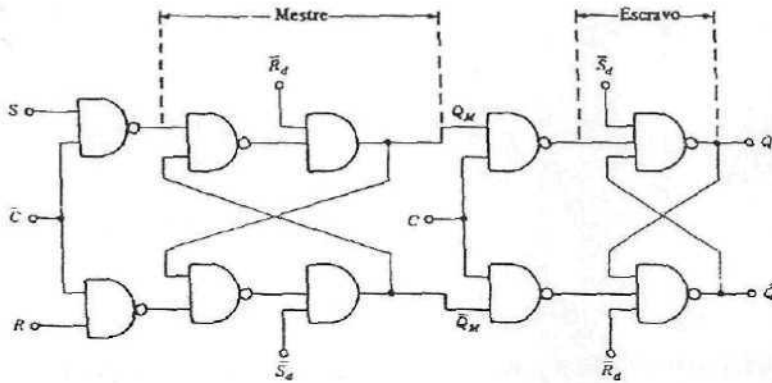 Mestre
Escravo
R̅d
S̅d
S
QM
Q
C̅
C
R
Q̅M
Q̅
S̅d
R̅d